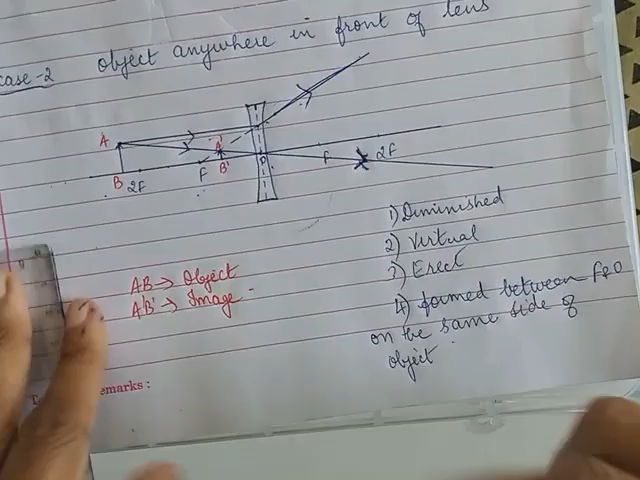 case-2 object anywhere in front of lens
A
A'
B
2F
F
B'
F
2F
AB → Object
A'B' → Image
1) Diminished
2) Virtual
3) Erect
4) formed between F&O
on the same side of
object.
emarks :